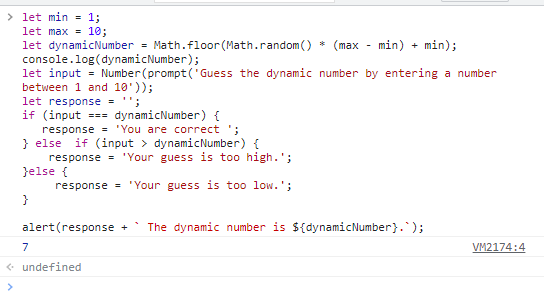 let min = 1;
let max = 10;
let dynamicNumber = Math.floor(Math.random() * (max - min) + min);
console.log(dynamicNumber);
let input = Number(prompt('Guess the dynamic number by entering a number
between 1 and 10'));
let response = '';
if (input === dynamicNumber) {
   response = 'You are correct ';
} else  if (input > dynamicNumber) {
    response = 'Your guess is too high.';
}else {
     response = 'Your guess is too low.';
}
alert(response + ` The dynamic number is ${dynamicNumber}.`);
7 VM2174:4
undefined